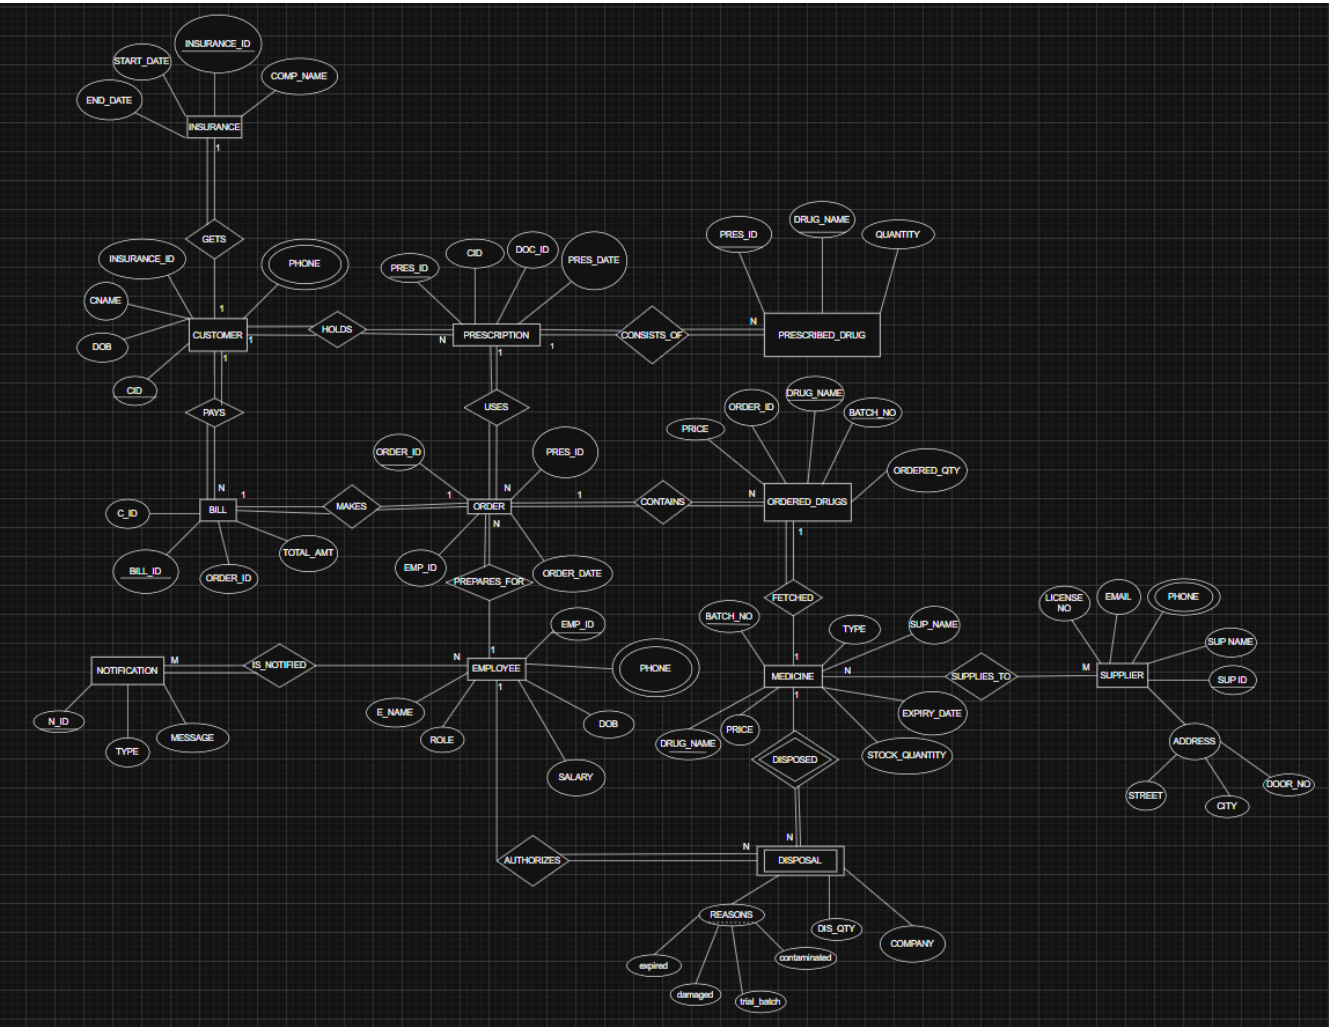 INSURANCE_ID
START_DATE
COMP_NAME
END_DATE
INSURANCE
1
GETS
INSURANCE_ID
PHONE
CNAME
1
CUSTOMER
1
DOB
1
CID
HOLDS
PRES_ID
CID
DOC_ID
PRES_DATE
N
PRESCRIPTION
1
1
CONSISTS_OF
PRES_ID
DRUG_NAME
QUANTITY
N
PRESCRIBED_DRUG
PAYS
USES
N
1
BILL
C_ID
BILL_ID
ORDER_ID
TOTAL_AMT
MAKES
ORDER_ID
PRES_ID
1
N
ORDER
1
N
EMP_ID
ORDER_DATE
CONTAINS
PRICE
ORDER_ID
DRUG_NAME
BATCH_NO
ORDERED_QTY
N
ORDERED_DRUGS
1
PREPARES_FOR
FETCHED
NOTIFICATION
M
IS_NOTIFIED
N
N_ID
TYPE
MESSAGE
1
EMPLOYEE
1
EMP_ID
PHONE
E_NAME
ROLE
SALARY
DOB
BATCH_NO
TYPE
SUP_NAME
1
MEDICINE
N
1
DRUG_NAME
PRICE
EXPIRY_DATE
STOCK_QUANTITY
SUPPLIES_TO
M
SUPPLIER
LICENSE
NO
EMAIL
PHONE
SUP NAME
SUP ID
ADDRESS
STREET
CITY
DOOR_NO
DISPOSED
N
AUTHORIZES
N
DISPOSAL
REASONS
DIS_QTY
COMPANY
expired
damaged
trial_batch
contaminated